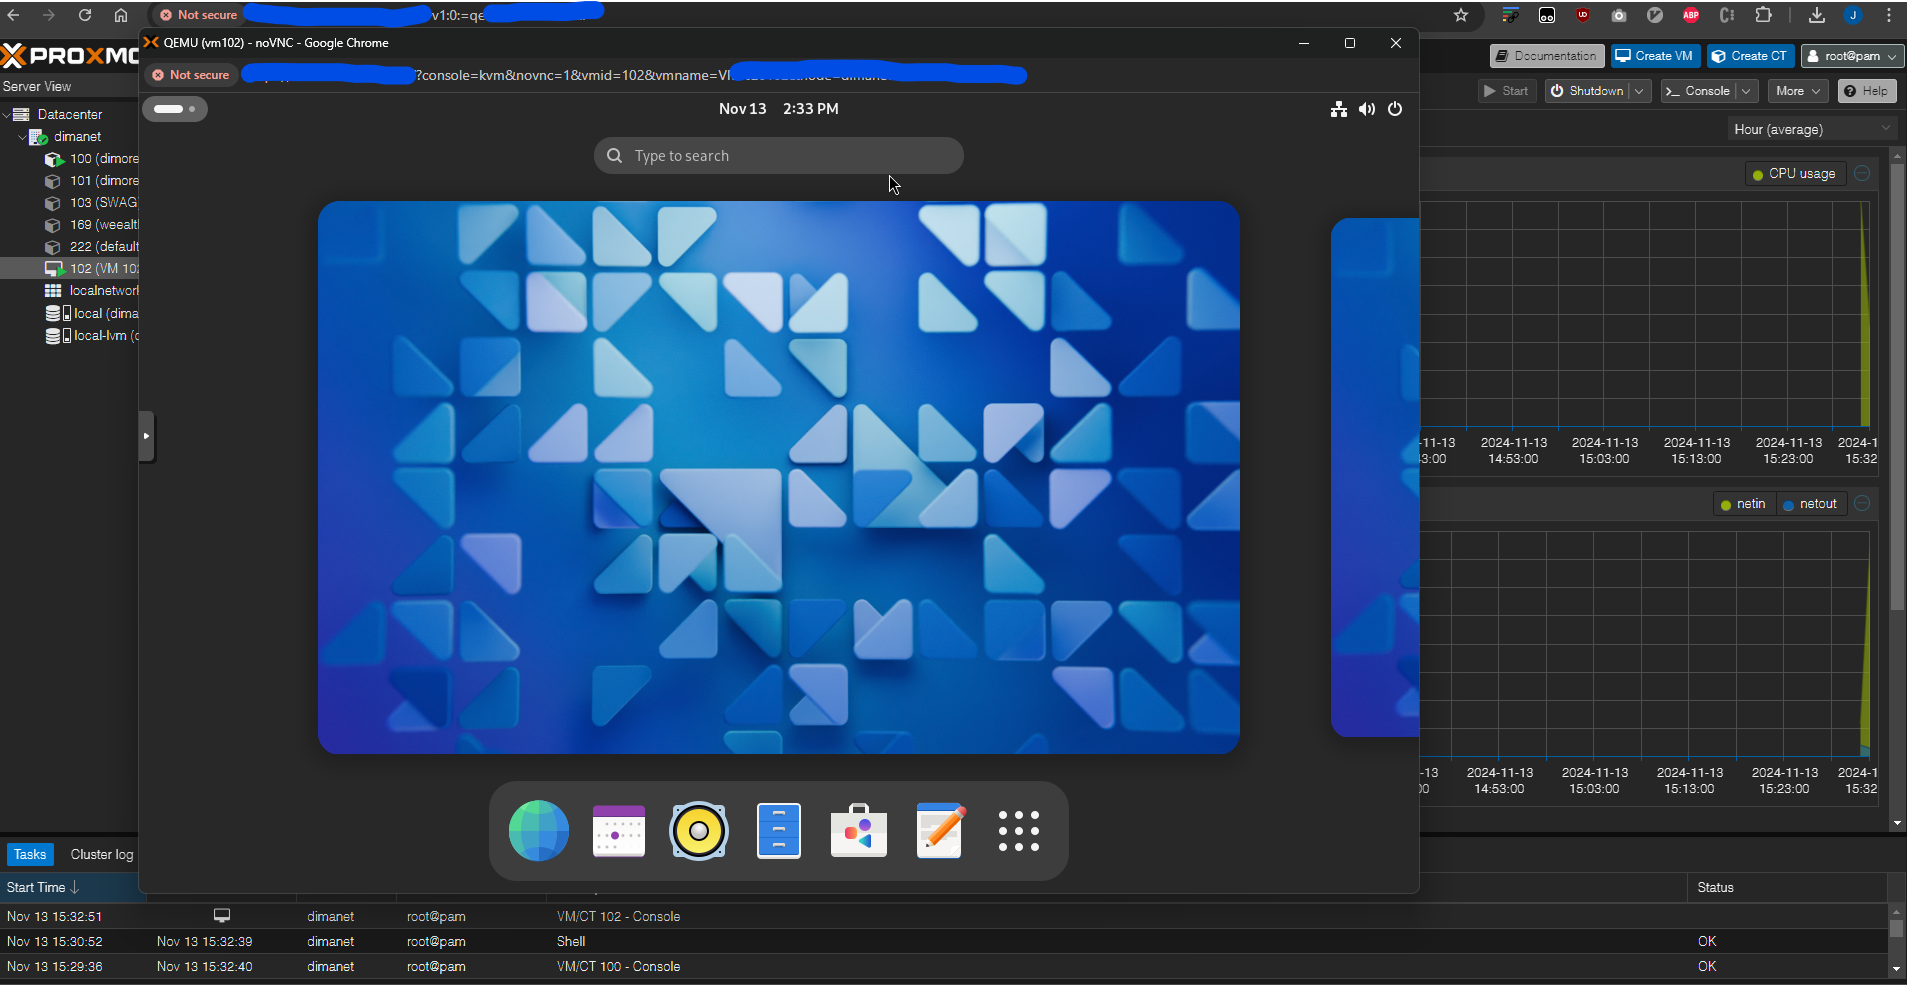 Not secure
v1:0:=qe
ABP
J
QEMU (vm102) - noVNC - Google Chrome
PROXMO
Documentation
Create VM
Create CT
root@pam
Not secure
?console=kvm&novnc=1&vmid=102&vmname=VM
Server View
Start
Shutdown
Console
More
Help
Nov 13 2:33 PM
Datacenter
Hour (average)
dimanet
Type to search
100 (dimore
CPU usage
101 (dimore
103 (SWAG
169 (weealt
222 (default
102 (VM 102
localnetwork
local (dima
local-lvm (d
-11-13
43:00
2024-11-13
14:53:00
2024-11-13
15:03:00
2024-11-13
15:13:00
2024-11-13
15:23:00
2024-1
15:32
netin
netout
-13
00
2024-11-13
14:53:00
2024-11-13
15:03:00
2024-11-13
15:13:00
2024-11-13
15:23:00
2024-1
15:32
Tasks
Cluster log
Start Time
Status
Nov 13 15:32:51 dimanet root@pam VM/CT 102 - Console
Nov 13 15:30:52 Nov 13 15:32:39 dimanet root@pam Shell OK
Nov 13 15:29:36 Nov 13 15:32:40 dimanet root@pam VM/CT 100 - Console OK